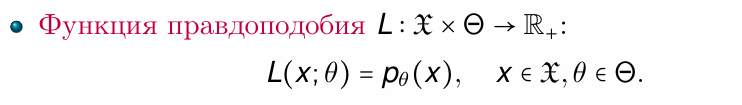 • Функция правдоподобия L : 𝔛 × Θ → ℝ₊:
L(x; θ) = p_θ(x), x ∈ 𝔛, θ ∈ Θ.